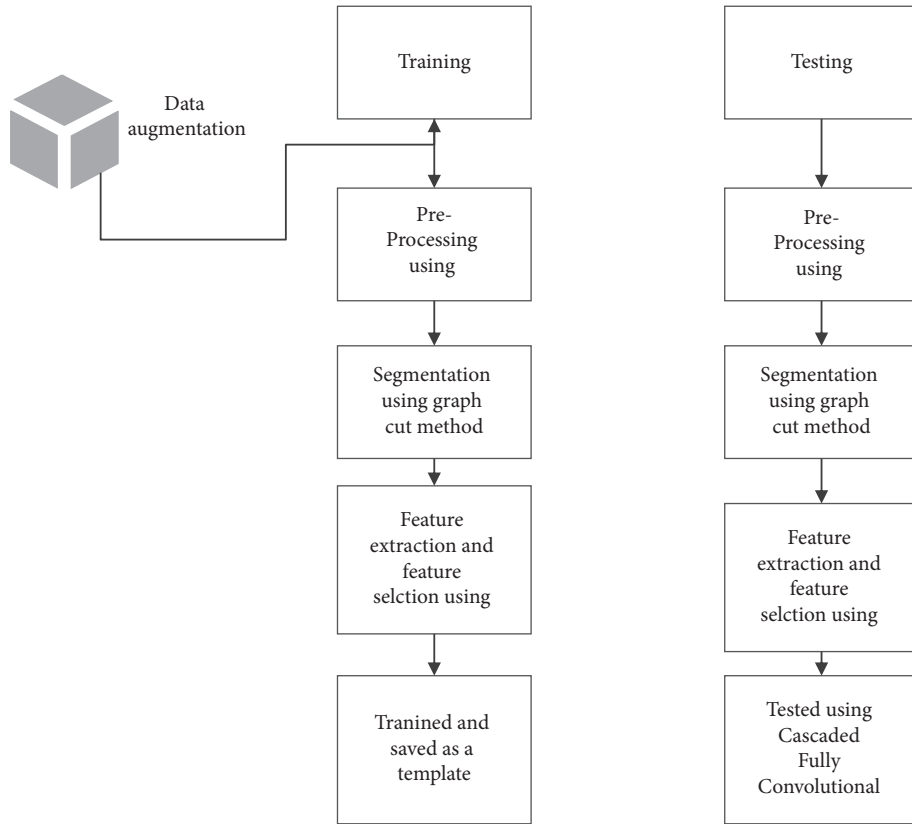 Training
Testing
Data
augmentation
Pre-
Processing
using
Pre-
Processing
using
Segmentation
using graph
cut method
Segmentation
using graph
cut method
Feature
extraction and
feature
selction using
Feature
extraction and
feature
selction using
Tranined and
saved as a
template
Tested using
Cascaded
Fully
Convolutional